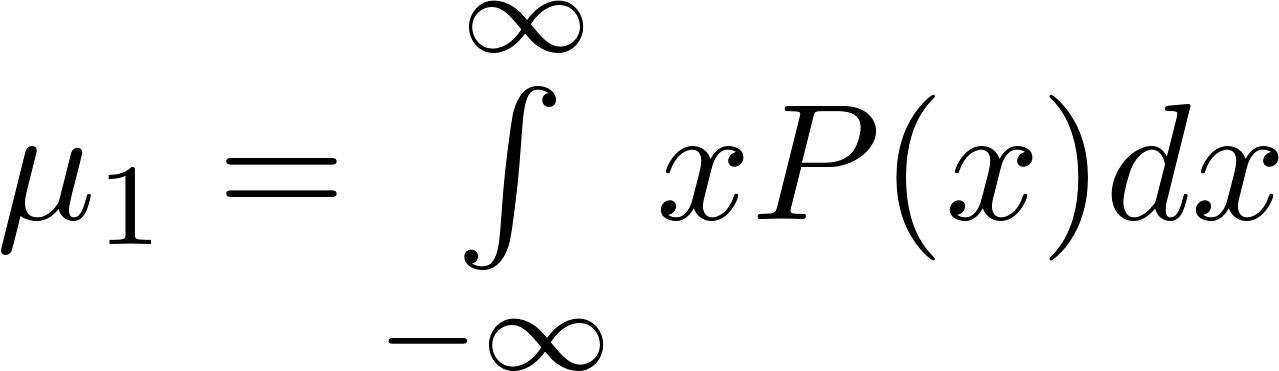 μ₁ = ∫_{-∞}^{∞} xP(x)dx